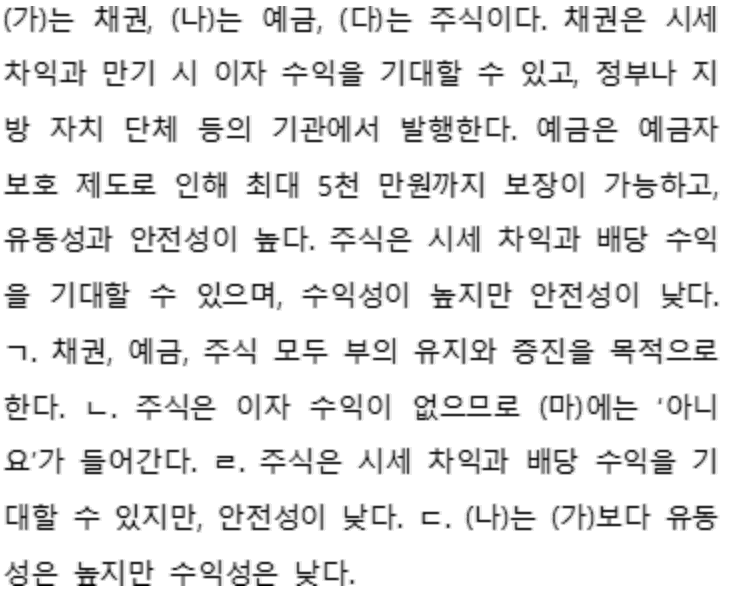 (가)는 채권, (나)는 예금, (다)는 주식이다. 채권은 시세
차익과 만기 시 이자 수익을 기대할 수 있고, 정부나 지
방 자치 단체 등의 기관에서 발행한다. 예금은 예금자
보호 제도로 인해 최대 5천 만원까지 보장이 가능하고,
유동성과 안전성이 높다. 주식은 시세 차익과 배당 수익
을 기대할 수 있으며, 수익성이 높지만 안전성이 낮다.
ㄱ. 채권, 예금, 주식 모두 부의 유지와 증진을 목적으로
한다. ㄴ. 주식은 이자 수익이 없으므로 (마)에는 ‘아니
요’가 들어간다. ㄹ. 주식은 시세 차익과 배당 수익을 기
대할 수 있지만, 안전성이 낮다. ㄷ. (나)는 (가)보다 유동
성은 높지만 수익성은 낮다.